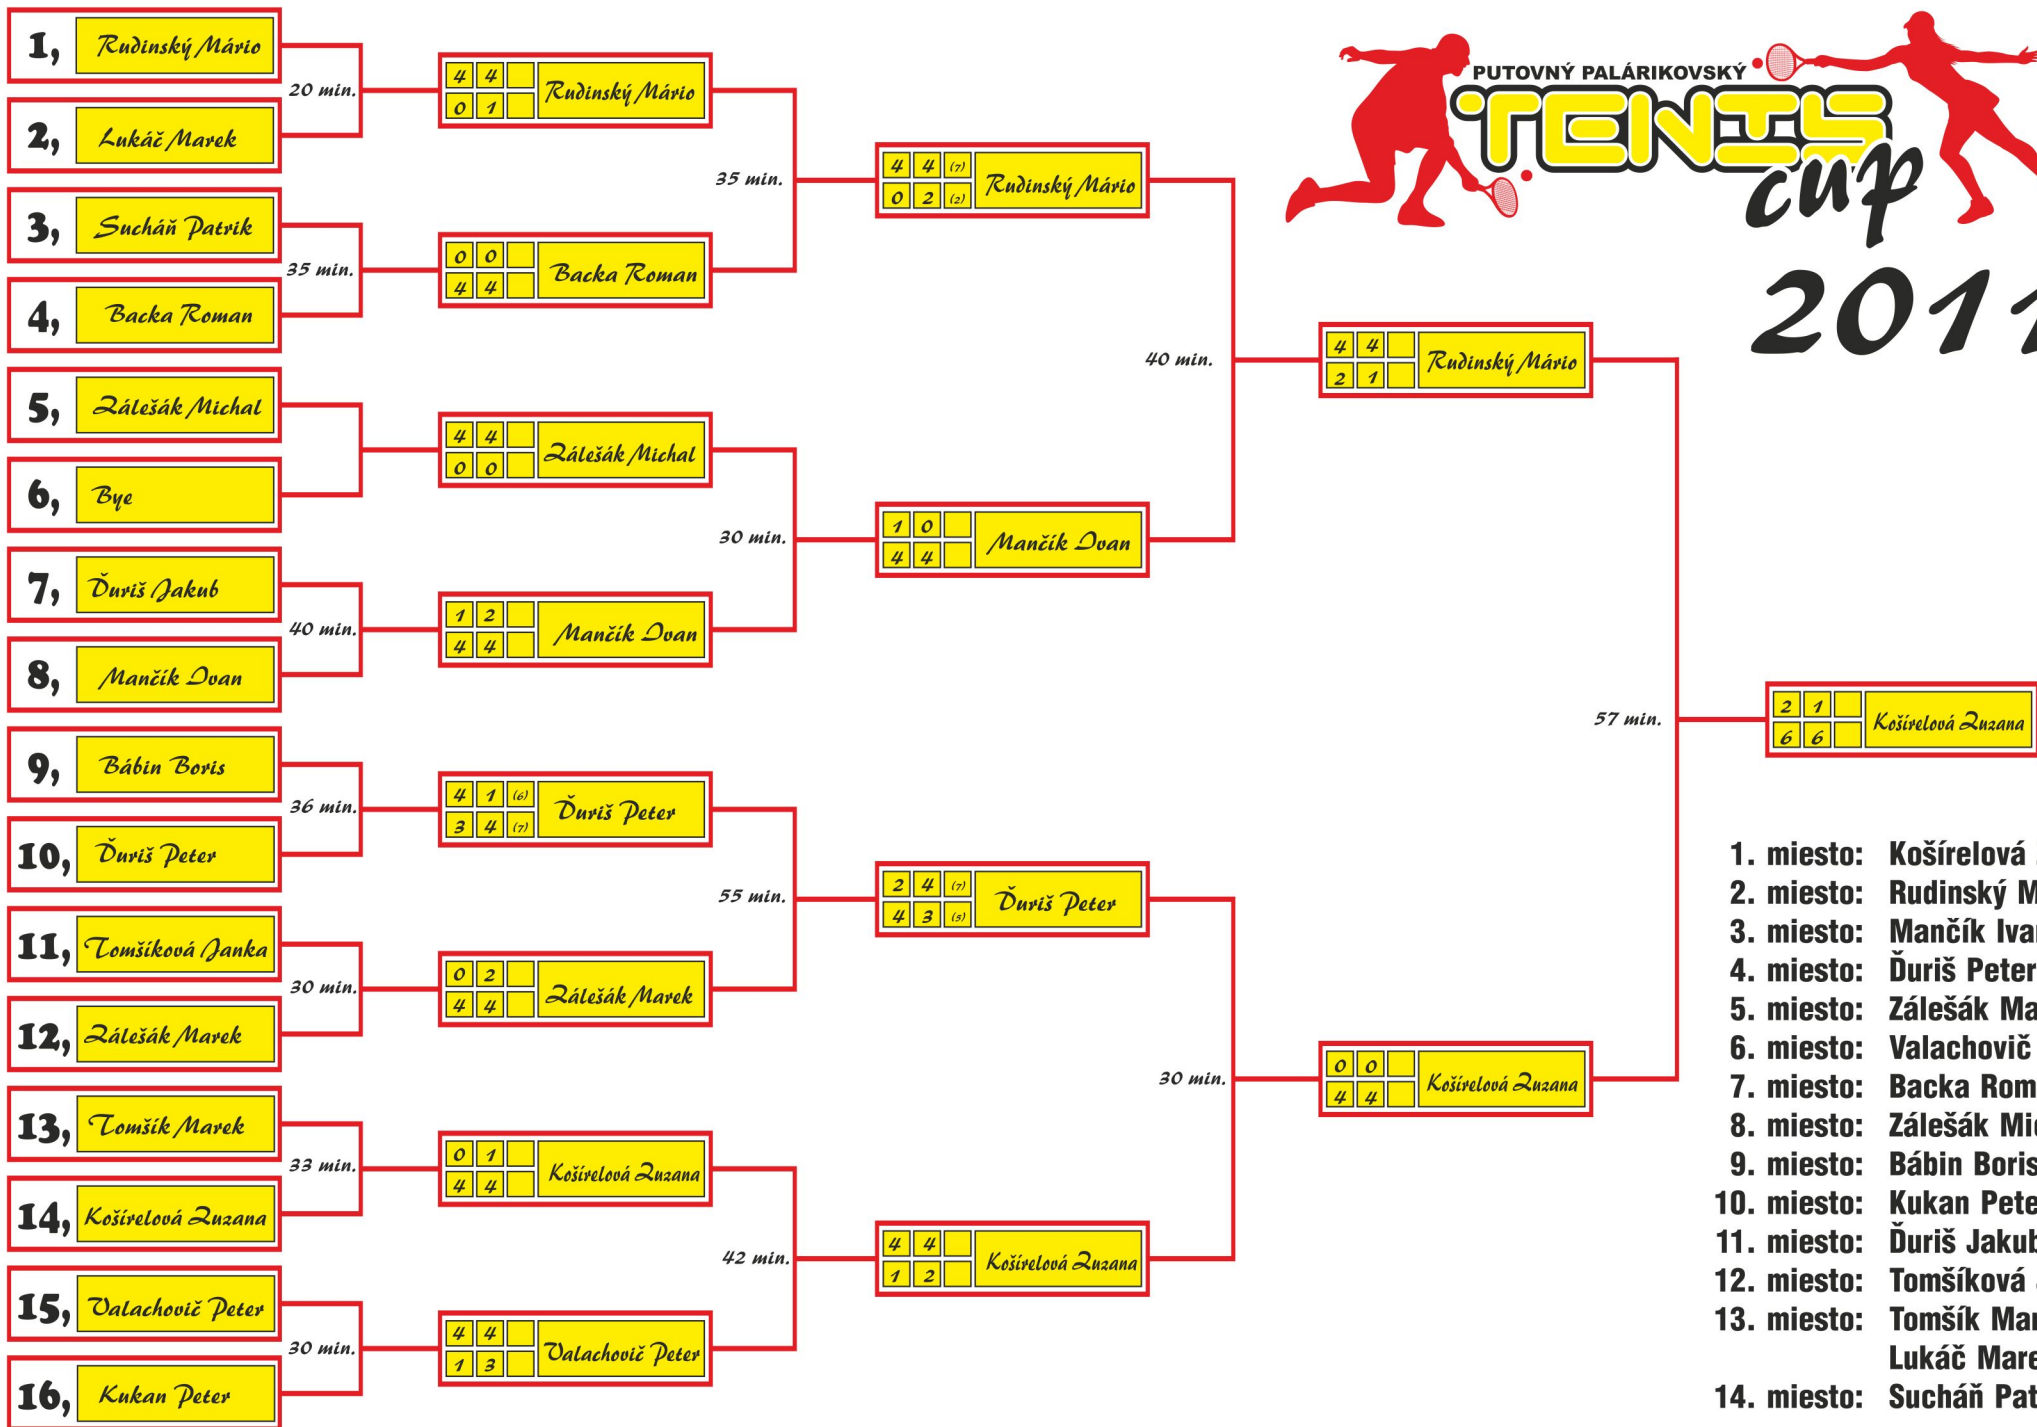 PUTOVNÝ PALÁRIKOVSKÝ
TENIS
cup
2011
1, Rudinský Mário
20 min.
2, Lukáč Marek
3, Sucháň Patrik
35 min.
4, Backa Roman
5, Zálešák Michal
6, Bye
7, Ďuriš Jakub
40 min.
8, Mančík Ivan
9, Bábin Boris
36 min.
10, Ďuriš Peter
11, Tomšíková Janka
30 min.
12, Zálešák Marek
13, Tomšík Marek
33 min.
14, Košírelová Zuzana
15, Valachovič Peter
30 min.
16, Kukan Peter
4 4 Rudinský Mário
0 1
35 min.
0 0 Backa Roman
4 4
4 4 Zálešák Michal
0 0
30 min.
1 2 Mančík Ivan
4 4
4 1 (6) Ďuriš Peter
3 4 (7)
55 min.
0 2 Zálešák Marek
4 4
0 1 Košírelová Zuzana
4 4
42 min.
4 4 Valachovič Peter
1 3
4 4 (7) Rudinský Mário
0 2 (2)
40 min.
1 0 Mančík Ivan
4 4
2 4 (7) Ďuriš Peter
4 3 (5)
30 min.
4 4 Košírelová Zuzana
1 2
4 4 Rudinský Mário
2 1
57 min.
0 0 Košírelová Zuzana
4 4
2 1 Košírelová Zuzana
6 6
1. miesto: Košírelová
2. miesto: Rudinský M
3. miesto: Mančík Ivan
4. miesto: Ďuriš Peter
5. miesto: Zálešák Ma
6. miesto: Valachovič
7. miesto: Backa Rom
8. miesto: Zálešák Mic
9. miesto: Bábin Boris
10. miesto: Kukan Pete
11. miesto: Ďuriš Jakub
12. miesto: Tomšíková
13. miesto: Tomšík Mar
Lukáč Mare
14. miesto: Sucháň Pat